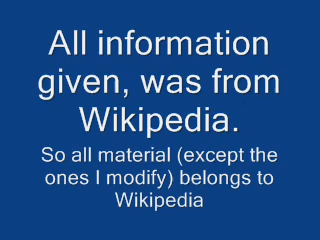 All information
given, was from
Wikipedia.
So all material (except the
ones I modify) belongs to
Wikipedia